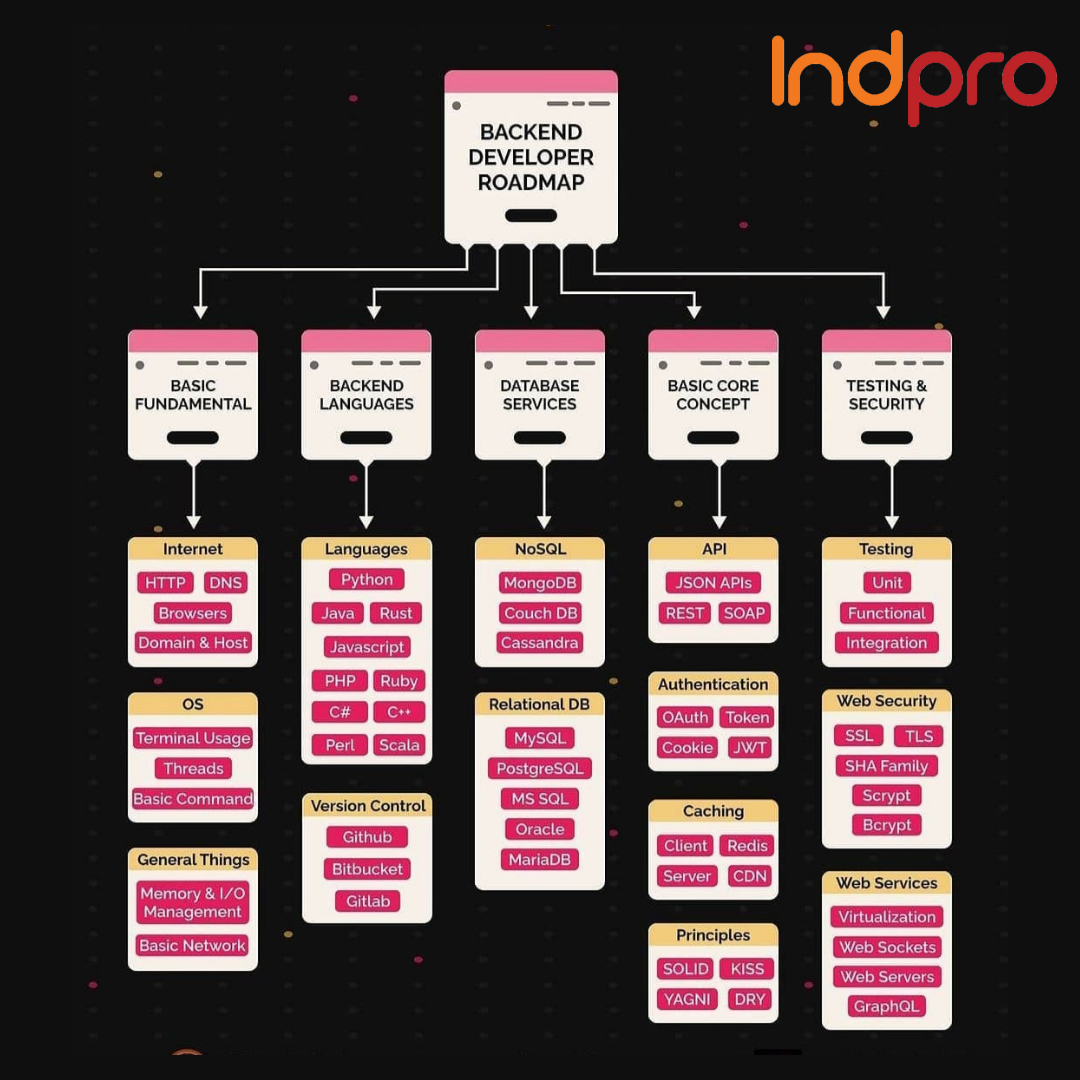 Indpro
BACKEND
DEVELOPER
ROADMAP
BASIC
FUNDAMENTAL
Internet
HTTP DNS
Browsers
Domain & Host
OS
Terminal Usage
Threads
Basic Command
General Things
Memory & I/O
Management
Basic Network
BACKEND
LANGUAGES
Languages
Python
Java Rust
Javascript
PHP Ruby
C# C++
Perl Scala
Version Control
Github
Bitbucket
Gitlab
DATABASE
SERVICES
NoSQL
MongoDB
Couch DB
Cassandra
Relational DB
MySQL
PostgreSQL
MS SQL
Oracle
MariaDB
BASIC CORE
CONCEPT
API
JSON APIs
REST SOAP
Authentication
OAuth Token
Cookie JWT
Caching
Client Redis
Server CDN
Principles
SOLID KISS
YAGNI DRY
TESTING &
SECURITY
Testing
Unit
Functional
Integration
Web Security
SSL TLS
SHA Family
Scrypt
Bcrypt
Web Services
Virtualization
Web Sockets
Web Servers
GraphQL